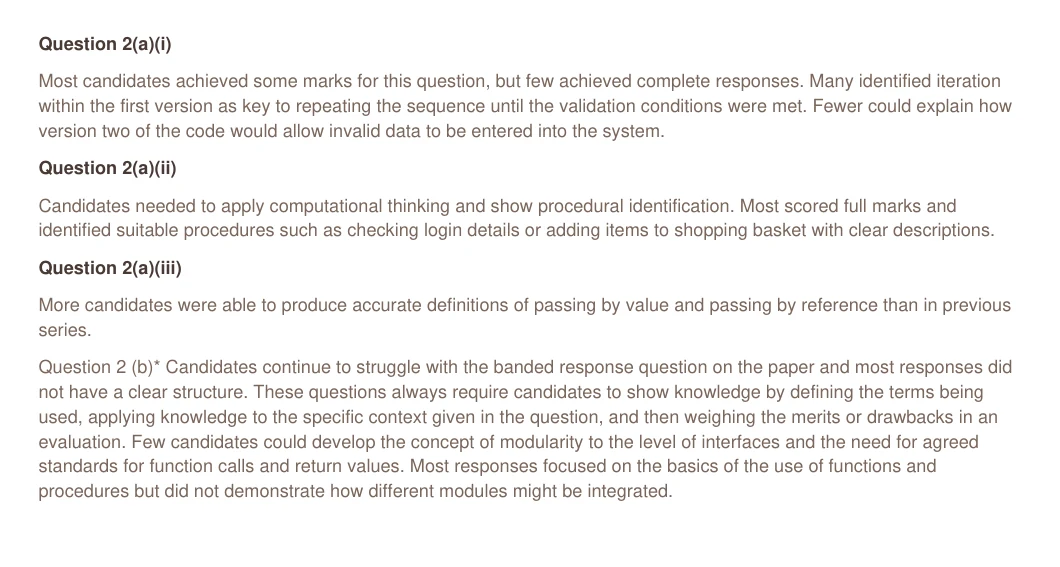 Question 2(a)(i)
Most candidates achieved some marks for this question, but few achieved complete responses. Many identified iteration
within the first version as key to repeating the sequence until the validation conditions were met. Fewer could explain how
version two of the code would allow invalid data to be entered into the system.
Question 2(a)(ii)
Candidates needed to apply computational thinking and show procedural identification. Most scored full marks and
identified suitable procedures such as checking login details or adding items to shopping basket with clear descriptions.
Question 2(a)(iii)
More candidates were able to produce accurate definitions of passing by value and passing by reference than in previous
series.
Question 2 (b)* Candidates continue to struggle with the banded response question on the paper and most responses did
not have a clear structure. These questions always require candidates to show knowledge by defining the terms being
used, applying knowledge to the specific context given in the question, and then weighing the merits or drawbacks in an
evaluation. Few candidates could develop the concept of modularity to the level of interfaces and the need for agreed
standards for function calls and return values. Most responses focused on the basics of the use of functions and
procedures but did not demonstrate how different modules might be integrated.